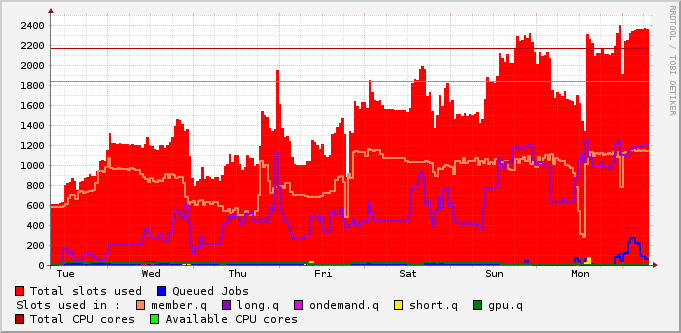 RRDTOOL / TOBI OETIKER
2400
2200
2000
1800
1600
1400
1200
1000
800
600
400
200
0
Tue Wed Thu Fri Sat Sun Mon
Total slots used Queued Jobs
Slots used in : member.q long.q ondemand.q short.q gpu.q
Total CPU cores Available CPU cores